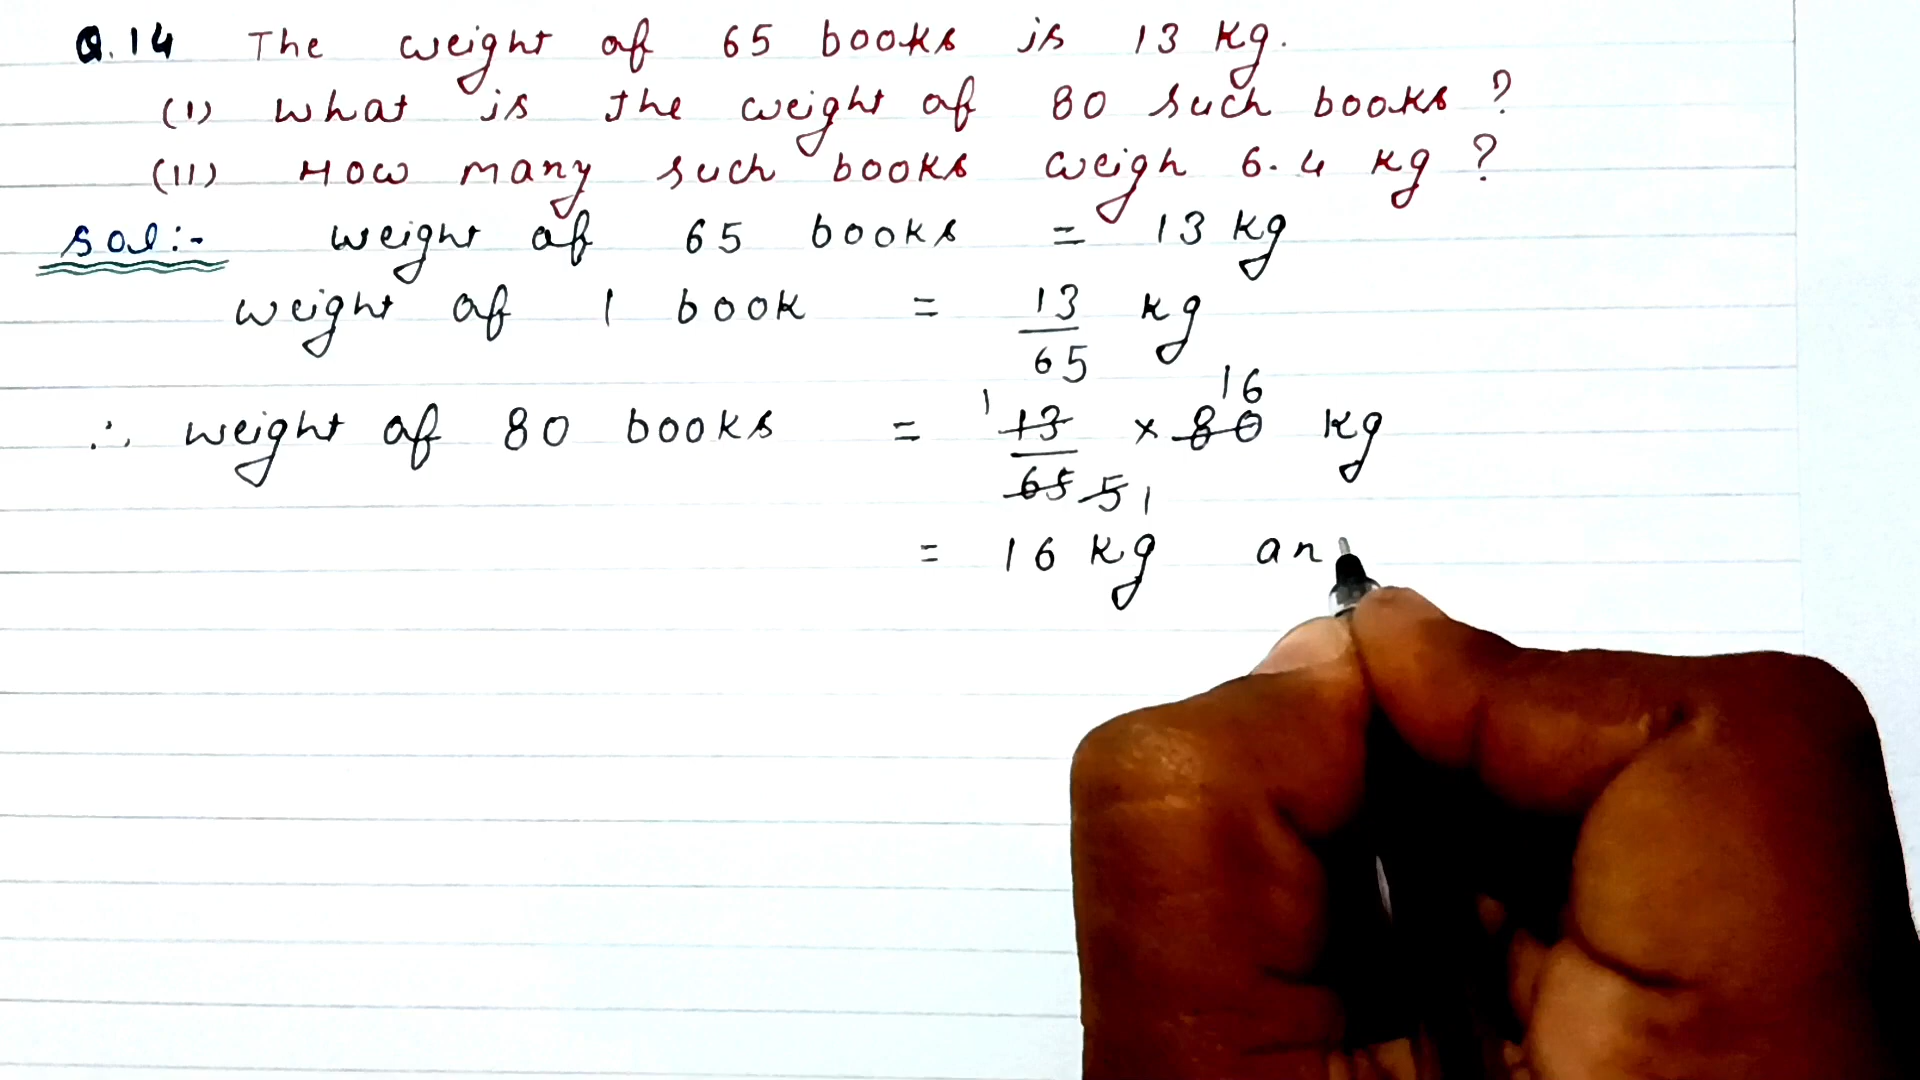 Q.14 The weight of 65 books is 13 kg.
(I) What is the weight of 80 such books ?
(II) How many such books weigh 6.4 kg ?
Sol:- weight of 65 books = 13 kg
weight of 1 book = 13/65 kg
∴ weight of 80 books = 1 13/65 5 1 × 80 16 kg
= 16 kg an